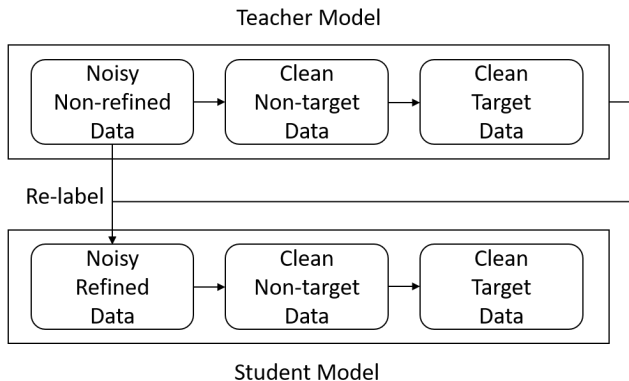 Teacher Model
Noisy
Non-refined
Data
Clean
Non-target
Data
Clean
Target
Data
Re-label
Noisy
Refined
Data
Clean
Non-target
Data
Clean
Target
Data
Student Model